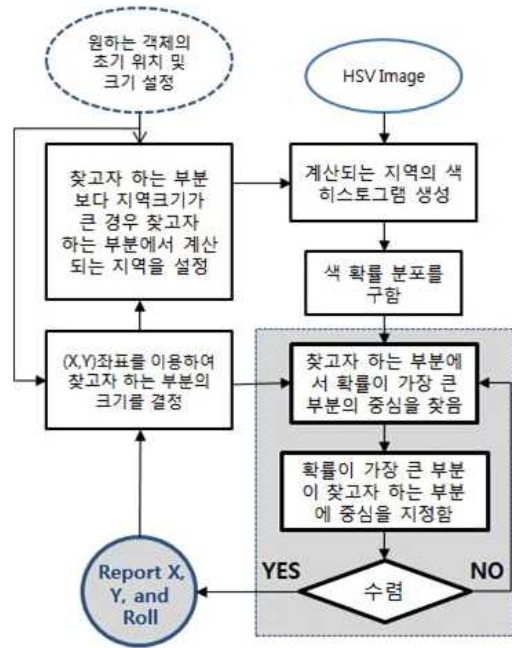 원하는 객체의
초기 위치 및
크기 설정
HSV Image
찾고자 하는 부분
보다 지역크기가
큰 경우 찾고자
하는 부분에서 계산
되는 지역을 설정
계산되는 지역의 색
히스토그램 생성
색 확률 분포를
구함
(X,Y)좌표를 이용하여
찾고자 하는 부분의
크기를 결정
찾고자 하는 부분에
서 확률이 가장 큰
부분의 중심을 찾음
확률이 가장 큰 부분
이 찾고자 하는 부분
에 중심을 지정함
수렴
YES
NO
Report X,
Y, and
Roll